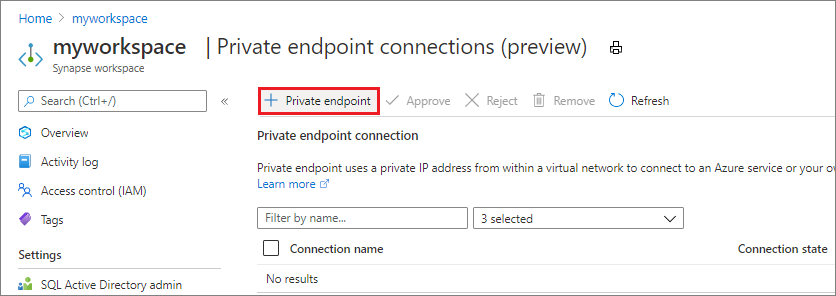 Home > myworkspace
myworkspace | Private endpoint connections (preview)
Synapse workspace
Search (Ctrl+/)
«
Overview
Activity log
Access control (IAM)
Tags
Settings
SQL Active Directory admin
+ Private endpoint Approve Reject Remove Refresh
Private endpoint connection
Private endpoint uses a private IP address from within a virtual network to connect to an Azure service or your
Learn more
Filter by name... 3 selected
Connection name Connection state
No results